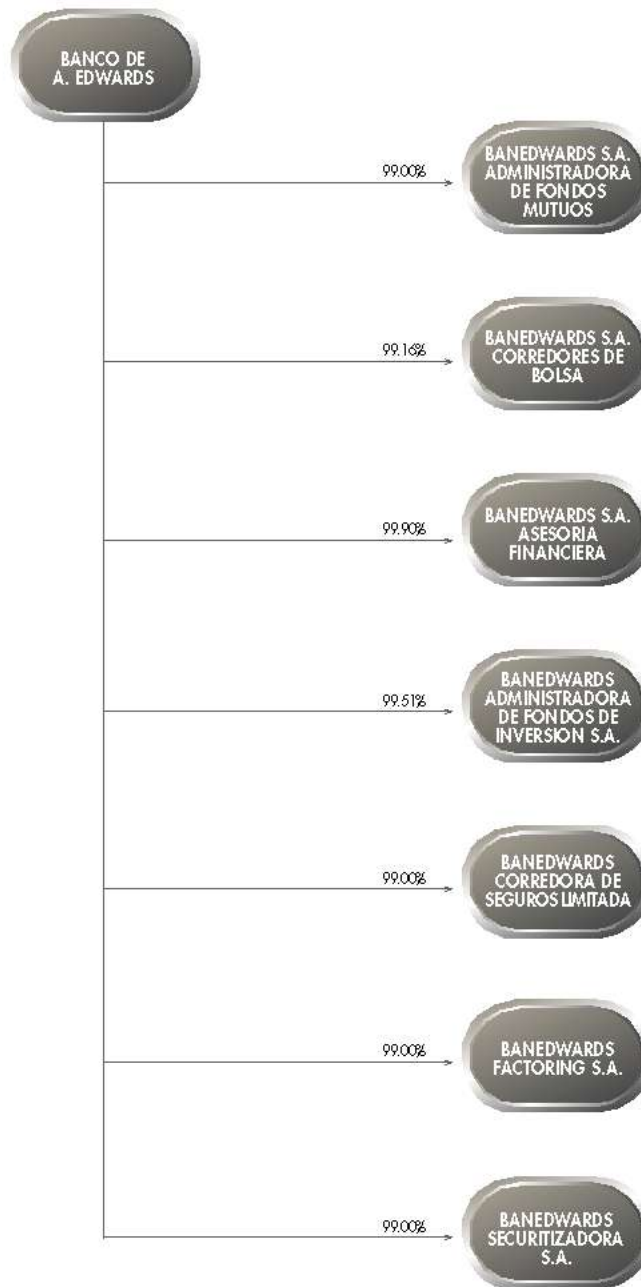 BANCO DE
A. EDWARDS
99.00%
BANEDWARDS S.A.
ADMINISTRADORA
DE FONDOS
MUTUOS
99.16%
BANEDWARDS S.A.
CORREDORES DE
BOLSA
99.90%
BANEDWARDS S.A.
ASESORIA
FINANCIERA
99.51%
BANEDWARDS
ADMINISTRADORA
DE FONDOS DE
INVERSION S.A.
99.00%
BANEDWARDS
CORREDORA DE
SEGUROS LIMITADA
99.00%
BANEDWARDS
FACTORING S.A.
99.00%
BANEDWARDS
SECURITIZADORA
S.A.